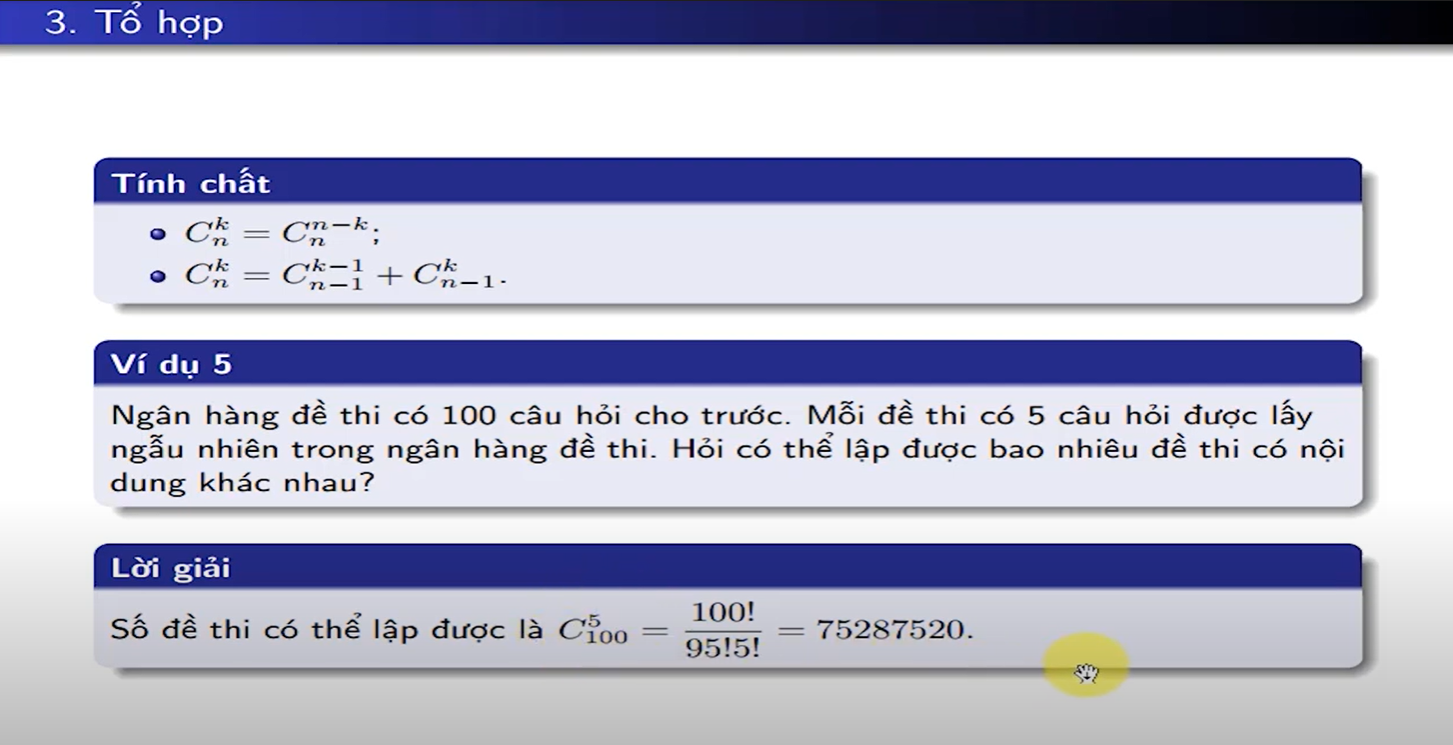 3. Tổ hợp
Tính chất
• C_n^k = C_n^{n−k};
• C_n^k = C_{n−1}^{k−1} + C_{n−1}^k.
Ví dụ 5
Ngân hàng đề thi có 100 câu hỏi cho trước. Mỗi đề thi có 5 câu hỏi được lấy
ngẫu nhiên trong ngân hàng đề thi. Hỏi có thể lập được bao nhiêu đề thi có nội
dung khác nhau?
Lời giải
Số đề thi có thể lập được là C_{100}^5 = \frac{100!}{95!5!} = 75287520.